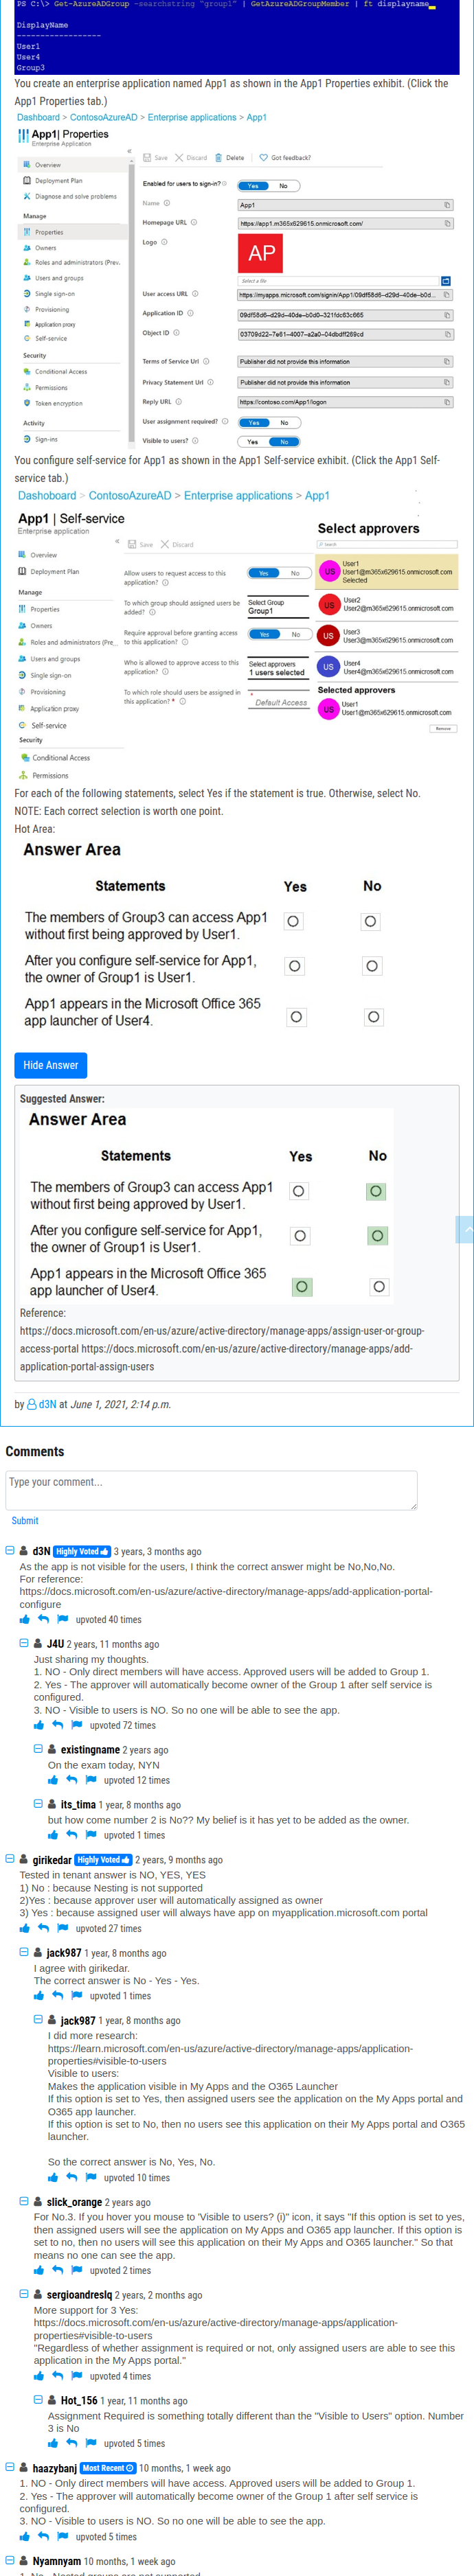 PS C:\> Get-AzureADGroup -searchstring "group1" | GetAzureADGroupMember | ft displayname
DisplayName
-----------------
User1
User4
Group3
You create an enterprise application named App1 as shown in the App1 Properties exhibit. (Click the
App1 Properties tab.)
Dashboard > ContosoAzureAD > Enterprise applications > App1
App1| Properties
Enterprise Application
«
Save
Discard
Delete
Got feedback?
Overview
Deployment Plan
Diagnose and solve problems
Manage
Properties
Owners
Roles and administrators (Prev..
Users and groups
Single sign-on
Provisioning
Application proxy
Self-service
Security
Conditional Access
Permissions
Token encryption
Activity
Sign-ins
Enabled for users to sign-in?
Yes No
Name
App1
Homepage URL
https://app1.m365x629615.onmicrosoft.com/
Logo
AP
Select a file
User access URL
https://myapps.microsoft.com/signin/App1/09df58d6-d29d-40de-b0d...
Application ID
09df58d6-d29d-40de-b0d0-321fdc63c665
Object ID
03709d22-7e61-4007-a2a0-04dbdff269cd
Terms of Service Url
Publisher did not provide this information
Privacy Statement Url
Publisher did not provide this information
Reply URL
https://contoso.com/App1/logon
User assignment required?
Yes No
Visible to users?
Yes No
You configure self-service for App1 as shown in the App1 Self-service exhibit. (Click the App1 Self-
service tab.)
Dashoboard > ContosoAzureAD > Enterprise applications > App1
App1 | Self-service
Enterprise application
«
Save
Discard
Overview
Deployment Plan
Manage
Properties
Owners
Roles and administrators (Pre...
Users and groups
Single sign-on
Provisioning
Application proxy
Self-service
Security
Conditional Access
Permissions
Allow users to request access to this
application?
Yes No
To which group should assigned users be
added?
Select Group
Group1
Require approval before granting access
to this application?
Yes No
Who is allowed to approve access to this
application?
Select approvers
1 users selected
To which role should users be assigned in
this application? *
* Default Access
Select approvers
Search
US
User1
User1@m365x629615.onmicrosoft.com
Selected
US
User2
User2@m365x629615.onmicrosoft.com
US
User3
User3@m365x629615.onmicrosoft.com
US
User4
User4@m365x629615.onmicrosoft.com
Selected approvers
US
User1
User1@m365x629615.onmicrosoft.com
Remove
For each of the following statements, select Yes if the statement is true. Otherwise, select No.
NOTE: Each correct selection is worth one point.
Hot Area:
Answer Area
Statements Yes No
The members of Group3 can access App1
without first being approved by User1.
After you configure self-service for App1,
the owner of Group1 is User1.
App1 appears in the Microsoft Office 365
app launcher of User4.
Hide Answer
Suggested Answer:
Answer Area
Statements Yes No
The members of Group3 can access App1
without first being approved by User1.
After you configure self-service for App1,
the owner of Group1 is User1.
App1 appears in the Microsoft Office 365
app launcher of User4.
Reference:
https://docs.microsoft.com/en-us/azure/active-directory/manage-apps/assign-user-or-group-
access-portal https://docs.microsoft.com/en-us/azure/active-directory/manage-apps/add-
application-portal-assign-users
by d3N at June 1, 2021, 2:14 p.m.
Comments
Type your comment...
Submit
d3N Highly Voted 3 years, 3 months ago
As the app is not visible for the users, I think the correct answer might be No,No,No.
For reference:
https://docs.microsoft.com/en-us/azure/active-directory/manage-apps/add-application-portal-
configure
upvoted 40 times
J4U 2 years, 11 months ago
Just sharing my thoughts.
1. NO - Only direct members will have access. Approved users will be added to Group 1.
2. Yes - The approver will automatically become owner of the Group 1 after self service is
configured.
3. NO - Visible to users is NO. So no one will be able to see the app.
upvoted 72 times
existingname 2 years ago
On the exam today, NYN
upvoted 12 times
its_tima 1 year, 8 months ago
but how come number 2 is No?? My belief is it has yet to be added as the owner.
upvoted 1 times
girikedar Highly Voted 2 years, 9 months ago
Tested in tenant answer is NO, YES, YES
1) No : because Nesting is not supported
2)Yes : because approver user will automatically assigned as owner
3) Yes : because assigned user will always have app on myapplication.microsoft.com portal
upvoted 27 times
jack987 1 year, 8 months ago
I agree with girikedar.
The correct answer is No - Yes - Yes.
upvoted 1 times
jack987 1 year, 8 months ago
I did more research:
https://learn.microsoft.com/en-us/azure/active-directory/manage-apps/application-
properties#visible-to-users
Visible to users:
Makes the application visible in My Apps and the O365 Launcher
If this option is set to Yes, then assigned users see the application on the My Apps portal and
O365 app launcher.
If this option is set to No, then no users see this application on their My Apps portal and O365
launcher.
So the correct answer is No, Yes, No.
upvoted 10 times
slick_orange 2 years ago
For No.3. If you hover you mouse to 'Visible to users? (i)" icon, it says "If this option is set to yes,
then assigned users will see the application on My Apps and O365 app launcher. If this option is
set to no, then no users will see this application on their My Apps and O365 launcher." So that
means no one can see the app.
upvoted 2 times
sergioandreslq 2 years, 2 months ago
More support for 3 Yes:
https://docs.microsoft.com/en-us/azure/active-directory/manage-apps/application-
properties#visible-to-users
"Regardless of whether assignment is required or not, only assigned users are able to see this
application in the My Apps portal."
upvoted 4 times
Hot_156 1 year, 11 months ago
Assignment Required is something totally different than the "Visible to Users" option. Number
3 is No
upvoted 5 times
haazybanj Most Recent 10 months, 1 week ago
1. NO - Only direct members will have access. Approved users will be added to Group 1.
2. Yes - The approver will automatically become owner of the Group 1 after self service is
configured.
3. NO - Visible to users is NO. So no one will be able to see the app.
upvoted 5 times
Nyamnyam 10 months, 1 week ago